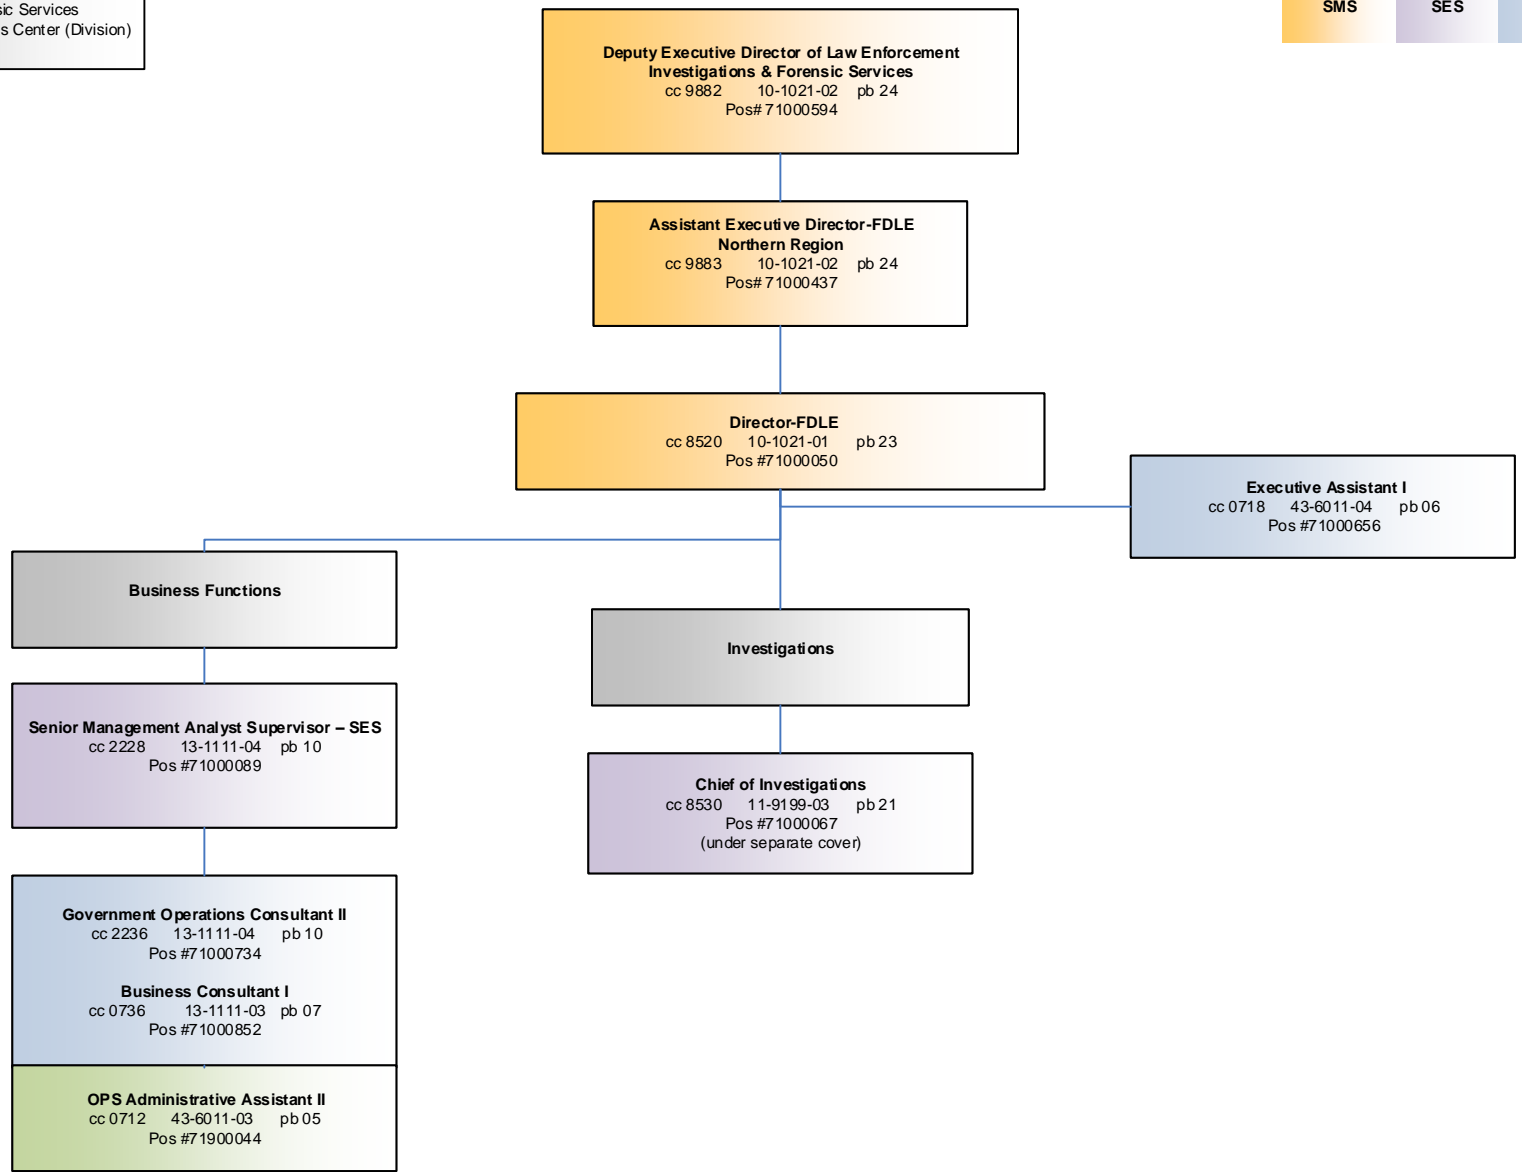 sic Services
s Center (Division)
SMS
SES
Deputy Executive Director of Law Enforcement
Investigations & Forensic Services
cc 9882 10-1021-02 pb 24
Pos# 71000594
Assistant Executive Director-FDLE
Northern Region
cc 9883 10-1021-02 pb 24
Pos# 71000437
Director-FDLE
cc 8520 10-1021-01 pb 23
Pos #71000050
Executive Assistant I
cc 0718 43-6011-04 pb 06
Pos #71000656
Business Functions
Investigations
Senior Management Analyst Supervisor – SES
cc 2228 13-1111-04 pb 10
Pos #71000089
Chief of Investigations
cc 8530 11-9199-03 pb 21
Pos #71000067
(under separate cover)
Government Operations Consultant II
cc 2236 13-1111-04 pb 10
Pos #71000734
Business Consultant I
cc 0736 13-1111-03 pb 07
Pos #71000852
OPS Administrative Assistant II
cc 0712 43-6011-03 pb 05
Pos #71900044